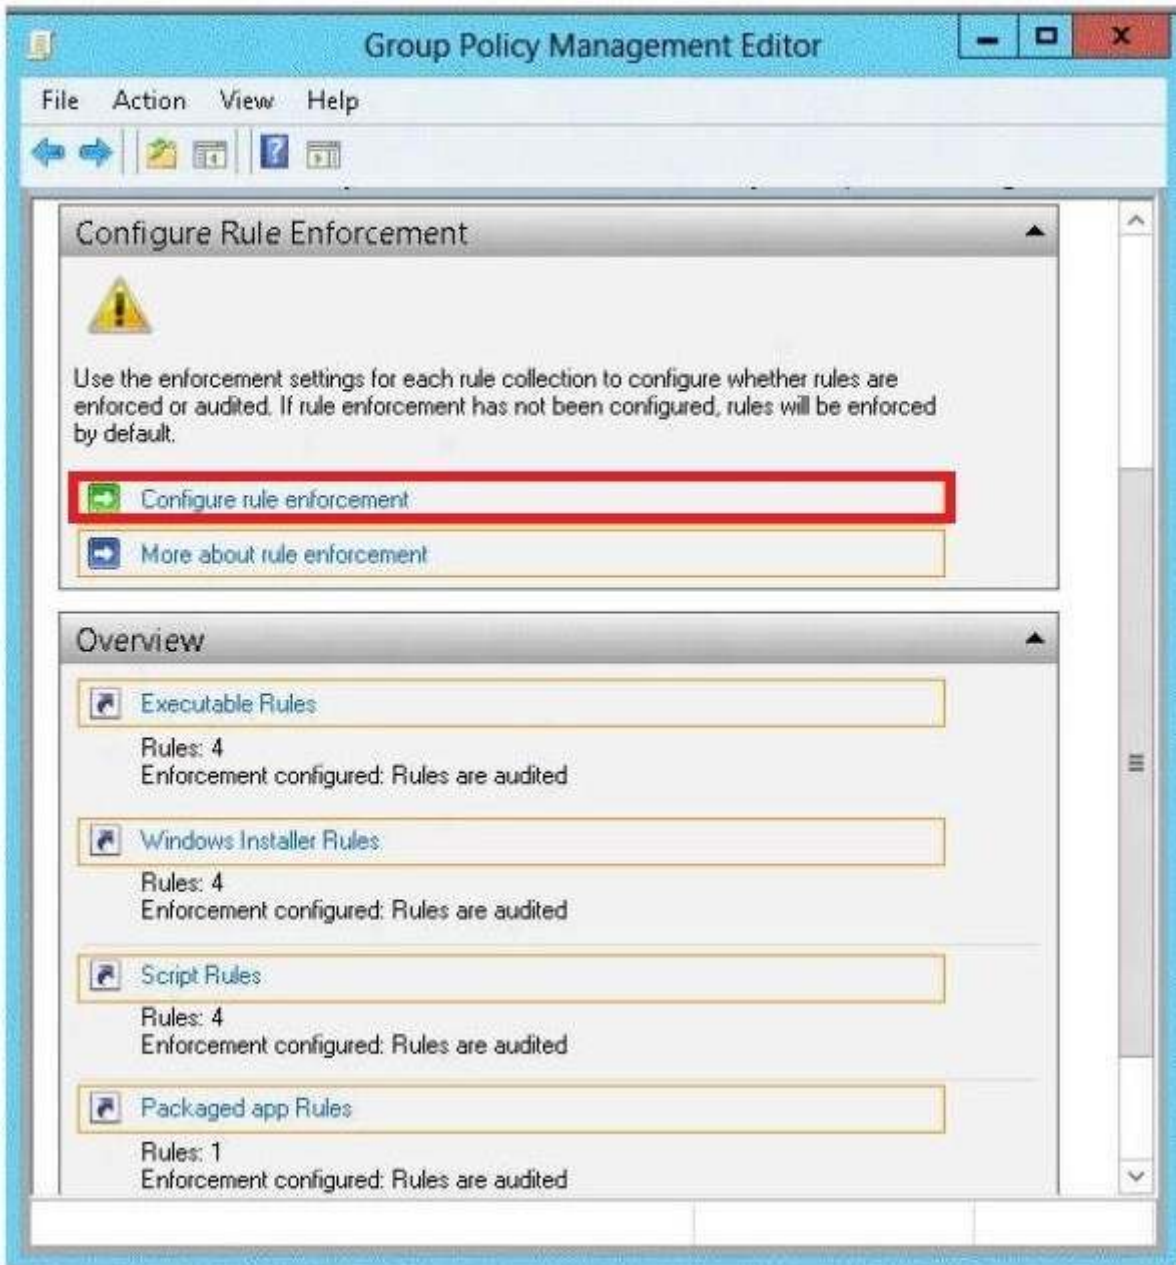 Group Policy Management Editor
File Action View Help
Configure Rule Enforcement
Use the enforcement settings for each rule collection to configure whether rules are
enforced or audited. If rule enforcement has not been configured, rules will be enforced
by default.
Configure rule enforcement
More about rule enforcement
Overview
Executable Rules
Rules: 4
Enforcement configured: Rules are audited
Windows Installer Rules
Rules: 4
Enforcement configured: Rules are audited
Script Rules
Rules: 4
Enforcement configured: Rules are audited
Packaged app Rules
Rules: 1
Enforcement configured: Rules are audited